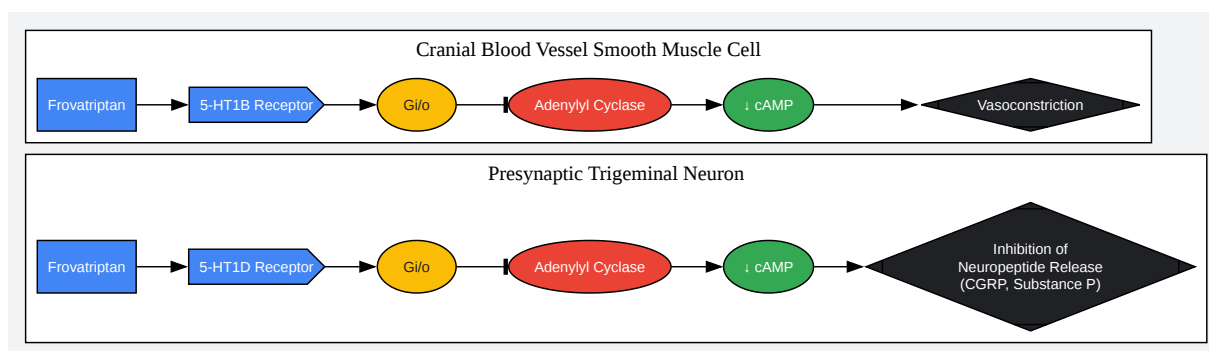 Cranial Blood Vessel Smooth Muscle Cell
Frovatriptan
5-HT1B Receptor
Gi/o
Adenylyl Cyclase
↓ cAMP
Vasoconstriction
Presynaptic Trigeminal Neuron
Frovatriptan
5-HT1D Receptor
Gi/o
Adenylyl Cyclase
↓ cAMP
Inhibition of
Neuropeptide Release
(CGRP, Substance P)